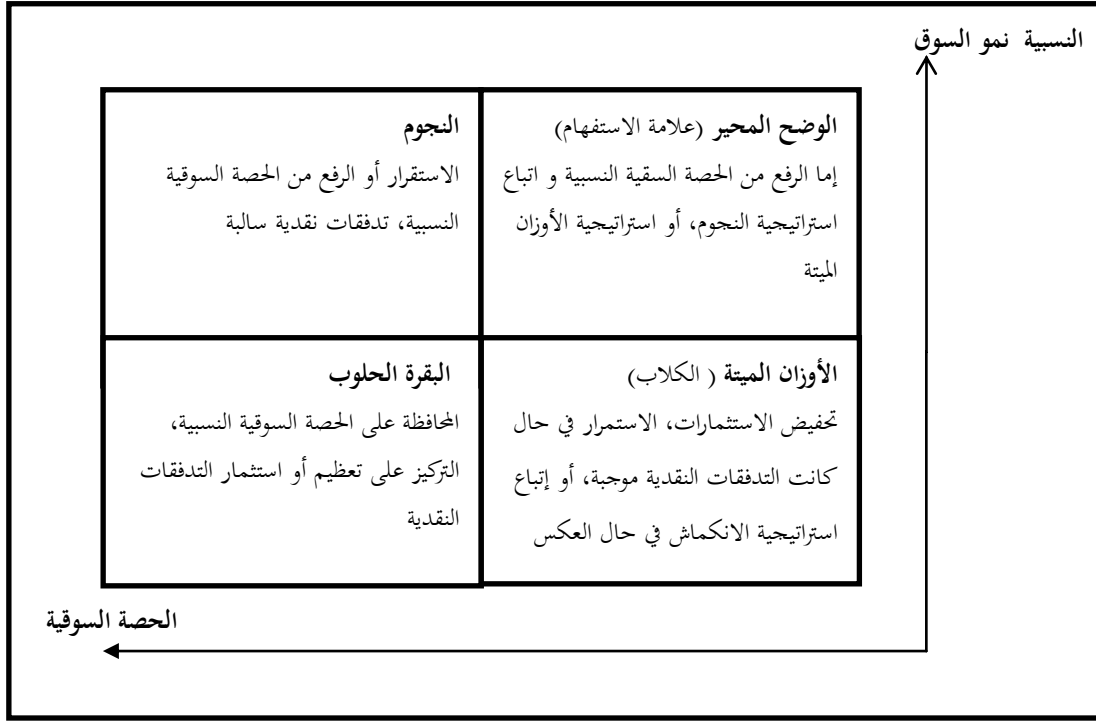 النسبية نمو السوق
الوضح المحير (علامة الاستفهام)
إما الرفع من الحصة السقية النسبية و اتباع
استراتيجية النجوم، أو استراتيجية الأوزان
الميتة
النجوم
الاستقرار أو الرفع من الحصة السوقية
النسبية، تدفقات نقدية سالبة
الأوزان الميتة ( الكلاب)
تخفيض الاستثمارات، الاستمرار في حال
كانت التدفقات النقدية موجبة، أو إتباع
استراتيجية الانكماش في حال العكس
البقرة الحلوب
المحافظة على الحصة السوقية النسبية،
التركيز على تعظيم أو استثمار التدفقات
النقدية
الحصة السوقية